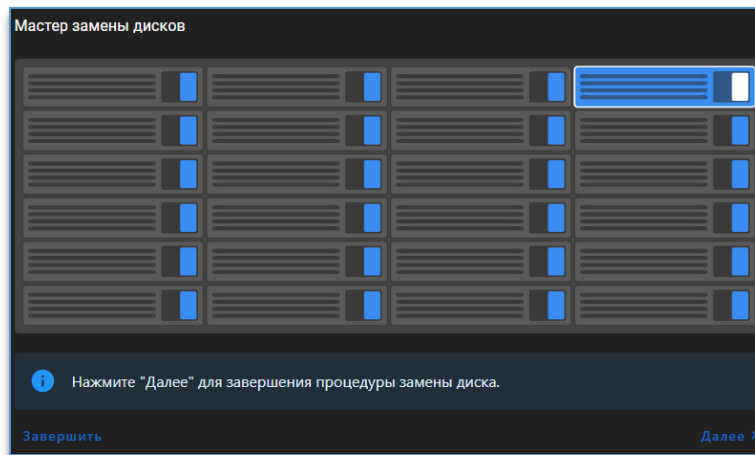 Мастер замены дисков
Нажмите "Далее" для завершения процедуры замены диска.
Завершить
Далее